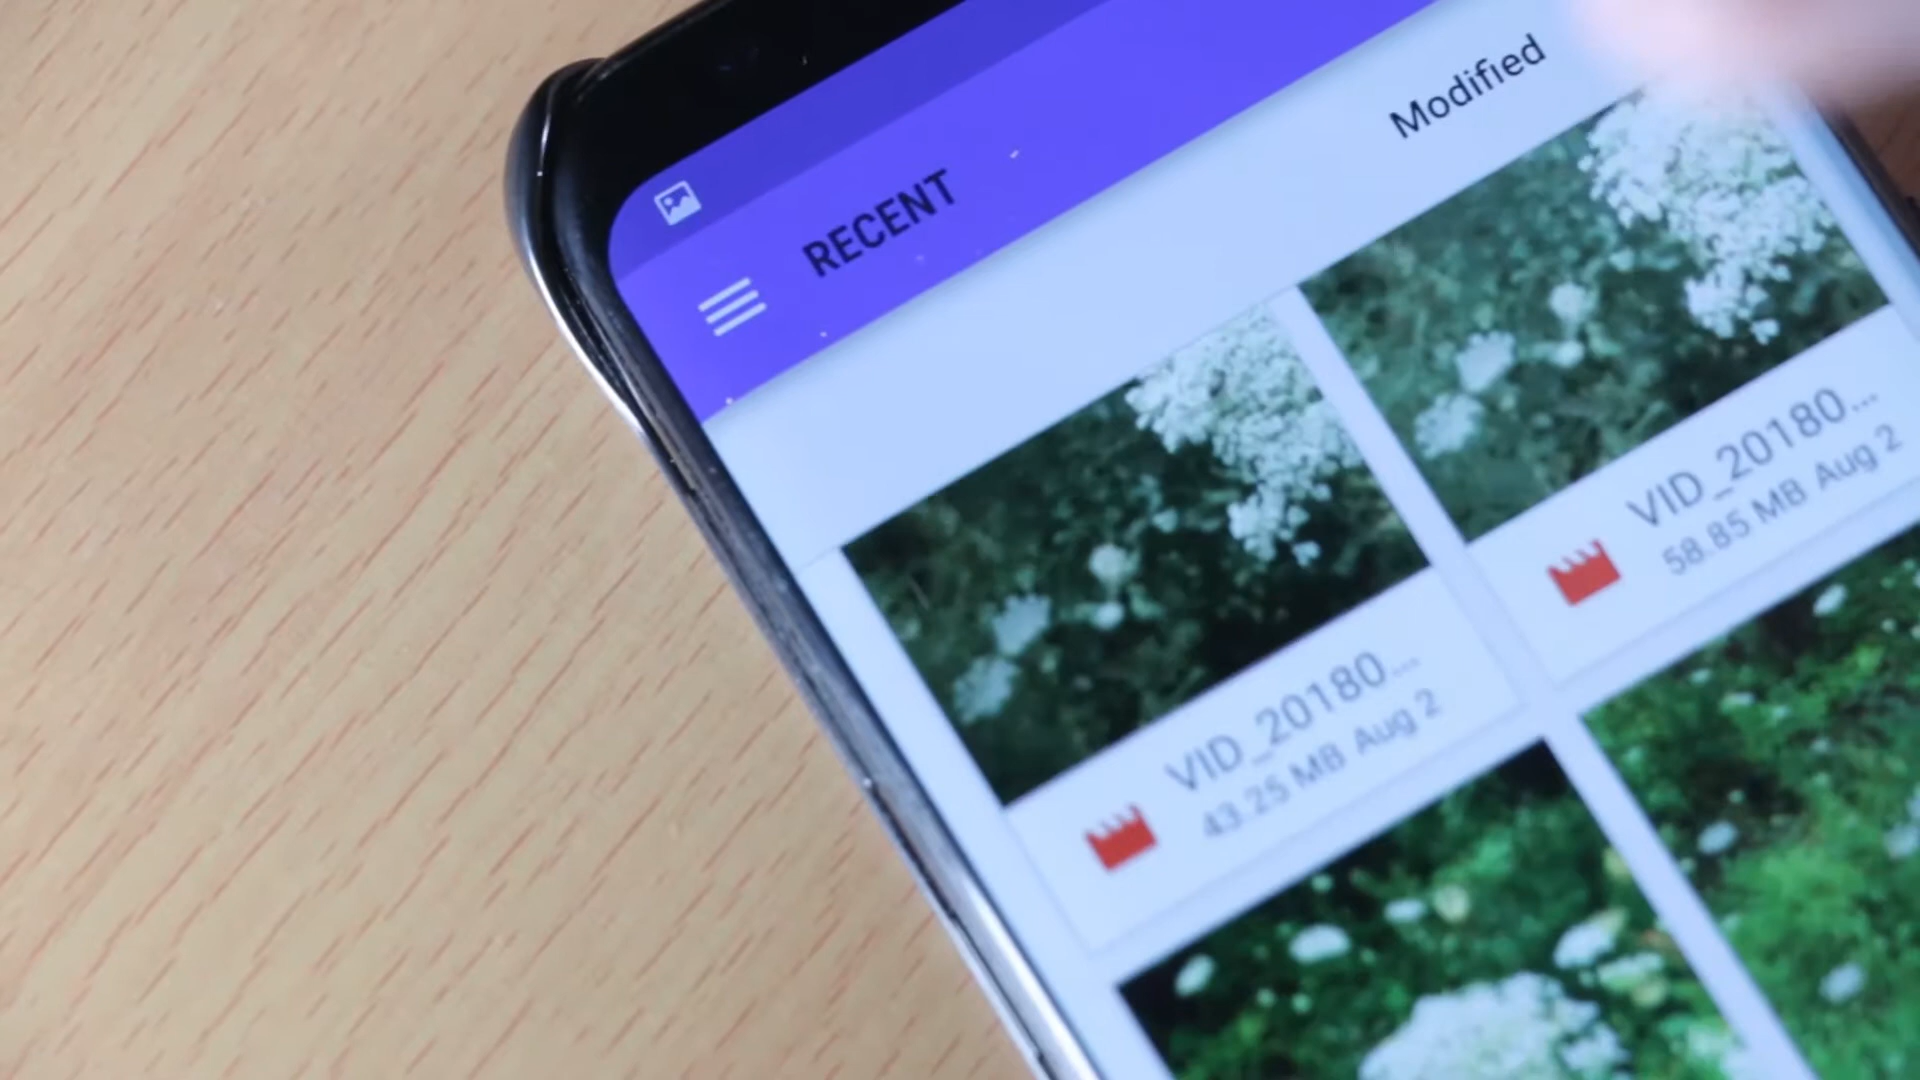 RECENT
Modified
VID_20180...
58.85 MB Aug 2
VID_20180...
43.25 MB Aug 2